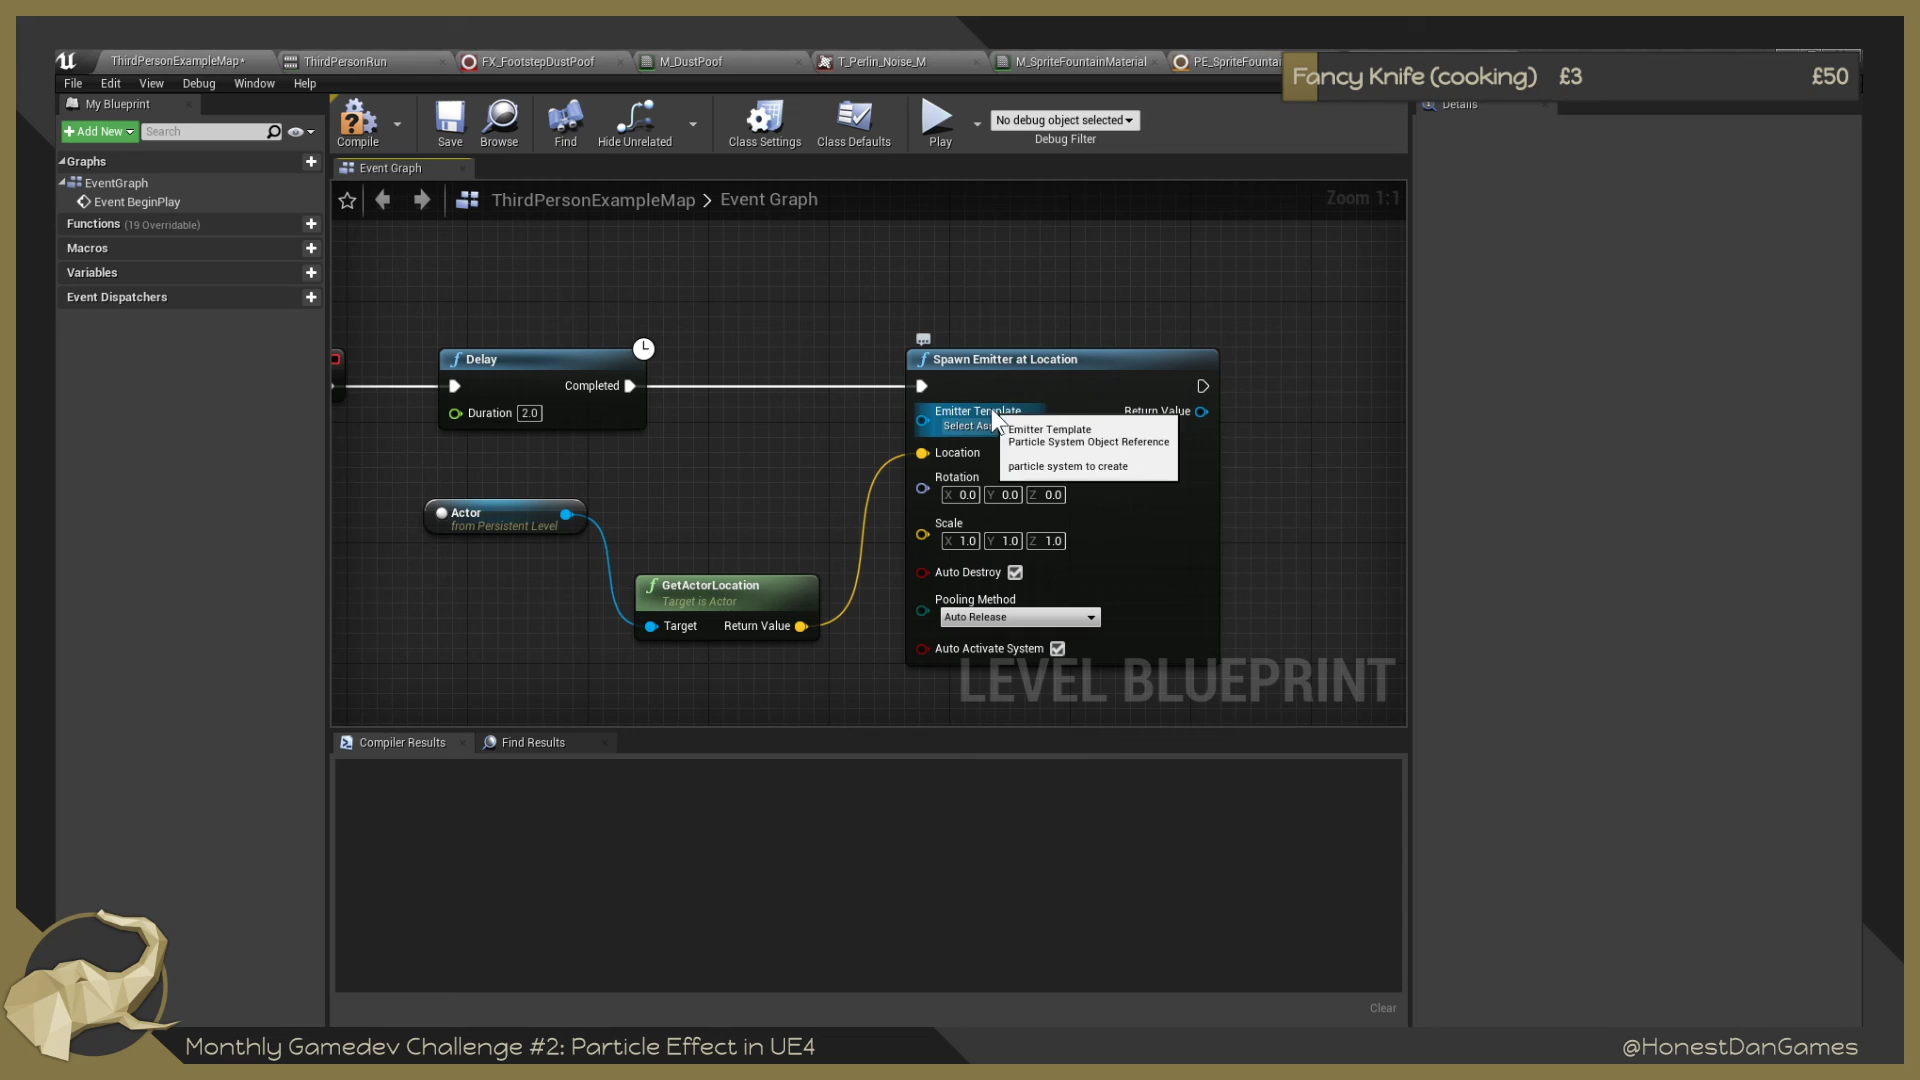 ThirdPersonExampleMap*
ThirdPersonRun
FX_FootstepDustPoof
M_DustPoof
T_Perlin_Noise_M
M_SpriteFountainMaterial
PE_SpriteFountai
Fancy Knife (cooking) £3 £50
File Edit View Debug Window Help
My Blueprint
Details
Add New
Search
Compile
Save
Browse
Find
Hide Unrelated
Class Settings
Class Defaults
Play
No debug object selected
Debug Filter
Graphs
EventGraph
Event BeginPlay
Functions (19 Overridable)
Macros
Variables
Event Dispatchers
Event Graph
ThirdPersonExampleMap > Event Graph
Zoom 1:1
Delay
Completed
Duration 2.0
Actor
from Persistent Level
GetActorLocation
Target is Actor
Target Return Value
Spawn Emitter at Location
Emitter Template
Return Value
Select Ass
Emitter Template
Particle System Object Reference
particle system to create
Location
Rotation
X 0.0 Y 0.0 Z 0.0
Scale
X 1.0 Y 1.0 Z 1.0
Auto Destroy
Pooling Method
Auto Release
Auto Activate System
LEVEL BLUEPRINT
Compiler Results
Find Results
Clear
Monthly Gamedev Challenge #2: Particle Effect in UE4
@HonestDanGames